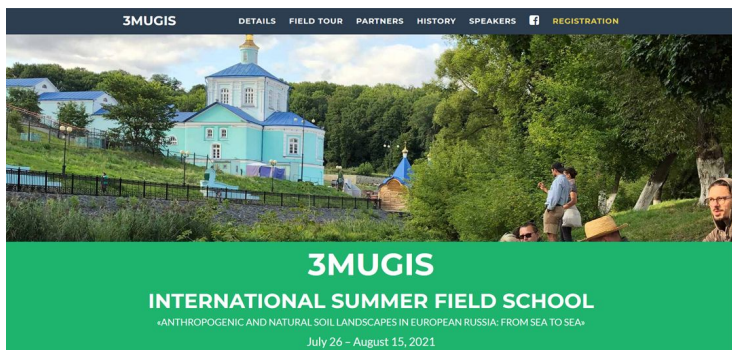 3MUGIS DETAILS FIELD TOUR PARTNERS HISTORY SPEAKERS REGISTRATION
3MUGIS
INTERNATIONAL SUMMER FIELD SCHOOL
«ANTHROPOGENIC AND NATURAL SOIL LANDSCAPES IN EUROPEAN RUSSIA: FROM SEA TO SEA»
July 26 – August 15, 2021